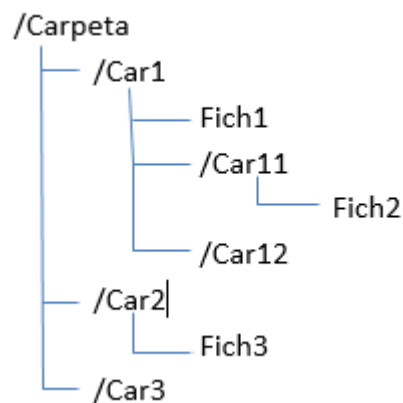 /Carpeta
/Car1
Fich1
/Car11
Fich2
/Car12
/Car2
Fich3
/Car3